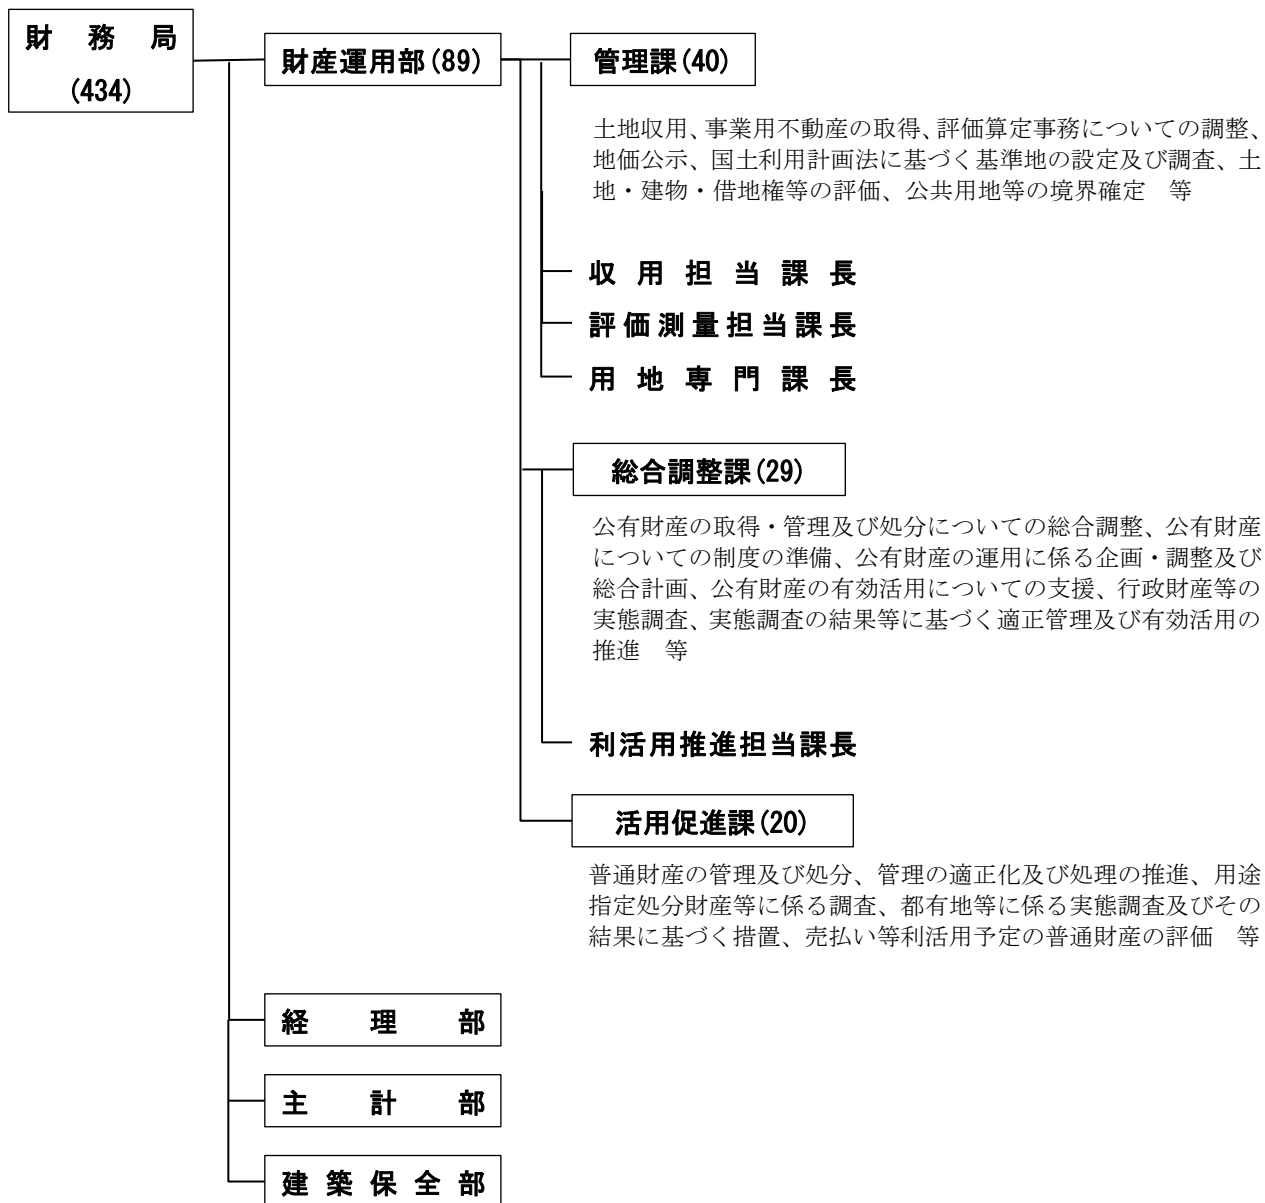 財務局
(434)
財産運用部(89)
管理課(40)
土地収用、事業用不動産の取得、評価算定事務についての調整、
地価公示、国土利用計画法に基づく基準地の設定及び調査、土
地・建物・借地権等の評価、公共用地等の境界確定　等
収用担当課長
評価測量担当課長
用地専門課長
総合調整課(29)
公有財産の取得・管理及び処分についての総合調整、公有財産
についての制度の準備、公有財産の運用に係る企画・調整及び
総合計画、公有財産の有効活用についての支援、行政財産等の
実態調査、実態調査の結果等に基づく適正管理及び有効活用の
推進　等
利活用推進担当課長
活用促進課(20)
普通財産の管理及び処分、管理の適正化及び処理の推進、用途
指定処分財産等に係る調査、都有地等に係る実態調査及びその
結果に基づく措置、売払い等利活用予定の普通財産の評価　等
経理部
主計部
建築保全部